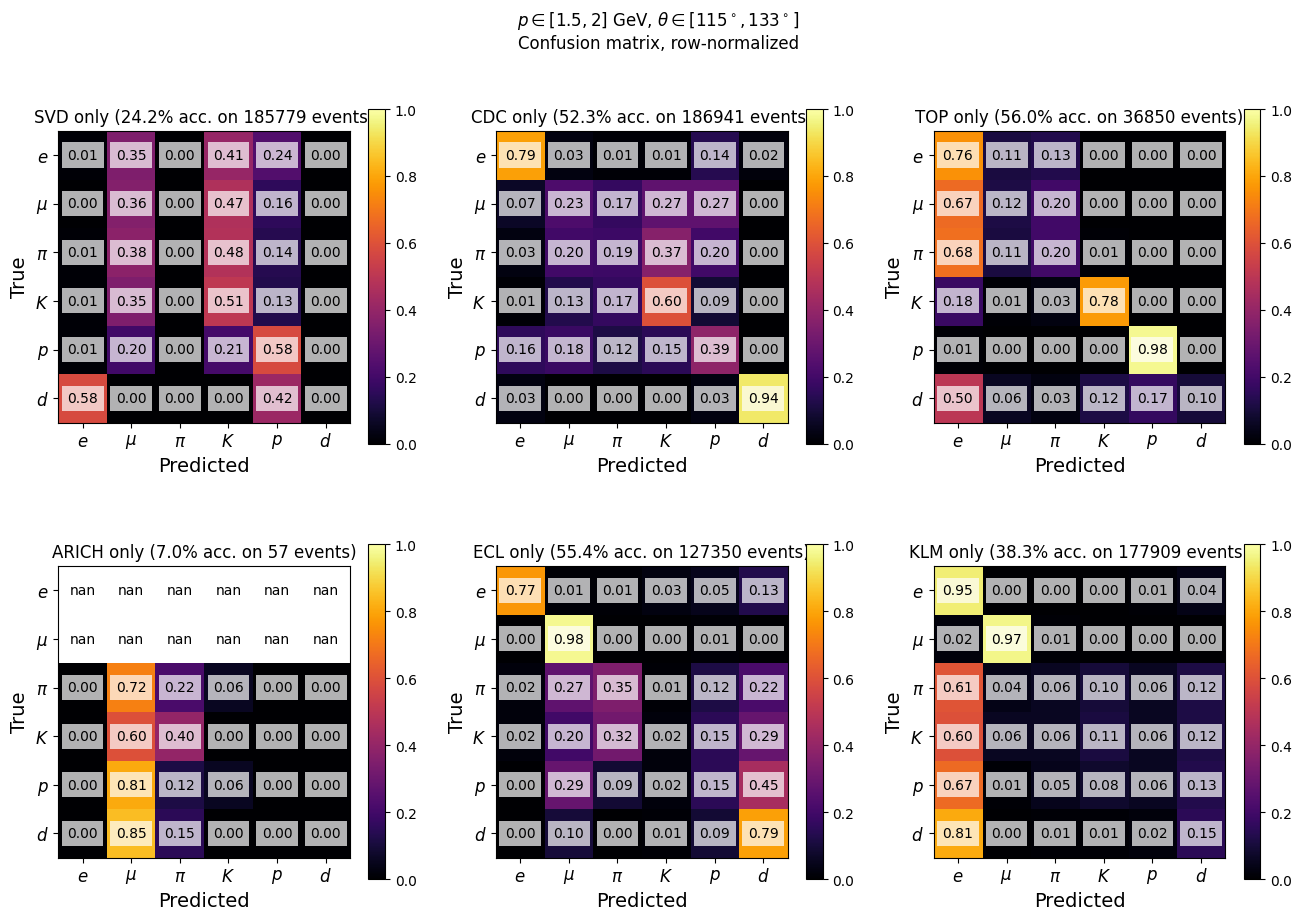 p ∈ [1.5, 2] GeV, θ ∈ [115°, 133°]
Confusion matrix, row-normalized
SVD only (24.2% acc. on 185779 events
True
e 0.01 0.35 0.00 0.41 0.24 0.00
μ 0.00 0.36 0.00 0.47 0.16 0.00
π 0.01 0.38 0.00 0.48 0.14 0.00
K 0.01 0.35 0.00 0.51 0.13 0.00
p 0.01 0.20 0.00 0.21 0.58 0.00
d 0.58 0.00 0.00 0.00 0.42 0.00
e μ π K p d
Predicted
1.0
0.8
0.6
0.4
0.2
0.0
CDC only (52.3% acc. on 186941 events
True
e 0.79 0.03 0.01 0.01 0.14 0.02
μ 0.07 0.23 0.17 0.27 0.27 0.00
π 0.03 0.20 0.19 0.37 0.20 0.00
K 0.01 0.13 0.17 0.60 0.09 0.00
p 0.16 0.18 0.12 0.15 0.39 0.00
d 0.03 0.00 0.00 0.00 0.03 0.94
e μ π K p d
Predicted
1.0
0.8
0.6
0.4
0.2
0.0
TOP only (56.0% acc. on 36850 events)
True
e 0.76 0.11 0.13 0.00 0.00 0.00
μ 0.67 0.12 0.20 0.00 0.00 0.00
π 0.68 0.11 0.20 0.01 0.00 0.00
K 0.18 0.01 0.03 0.78 0.00 0.00
p 0.01 0.00 0.00 0.00 0.98 0.00
d 0.50 0.06 0.03 0.12 0.17 0.10
e μ π K p d
Predicted
1.0
0.8
0.6
0.4
0.2
0.0
ARICH only (7.0% acc. on 57 events)
True
e nan nan nan nan nan nan
μ nan nan nan nan nan nan
π 0.00 0.72 0.22 0.06 0.00 0.00
K 0.00 0.60 0.40 0.00 0.00 0.00
p 0.00 0.81 0.12 0.06 0.00 0.00
d 0.00 0.85 0.15 0.00 0.00 0.00
e μ π K p d
Predicted
1.0
0.8
0.6
0.4
0.2
0.0
ECL only (55.4% acc. on 127350 events)
True
e 0.77 0.01 0.01 0.03 0.05 0.13
μ 0.00 0.98 0.00 0.00 0.01 0.00
π 0.02 0.27 0.35 0.01 0.12 0.22
K 0.02 0.20 0.32 0.02 0.15 0.29
p 0.00 0.29 0.09 0.02 0.15 0.45
d 0.00 0.10 0.00 0.01 0.09 0.79
e μ π K p d
Predicted
1.0
0.8
0.6
0.4
0.2
0.0
KLM only (38.3% acc. on 177909 events
True
e 0.95 0.00 0.00 0.00 0.01 0.04
μ 0.02 0.97 0.01 0.00 0.00 0.00
π 0.61 0.04 0.06 0.10 0.06 0.12
K 0.60 0.06 0.06 0.11 0.06 0.12
p 0.67 0.01 0.05 0.08 0.06 0.13
d 0.81 0.00 0.01 0.01 0.02 0.15
e μ π K p d
Predicted
1.0
0.8
0.6
0.4
0.2
0.0